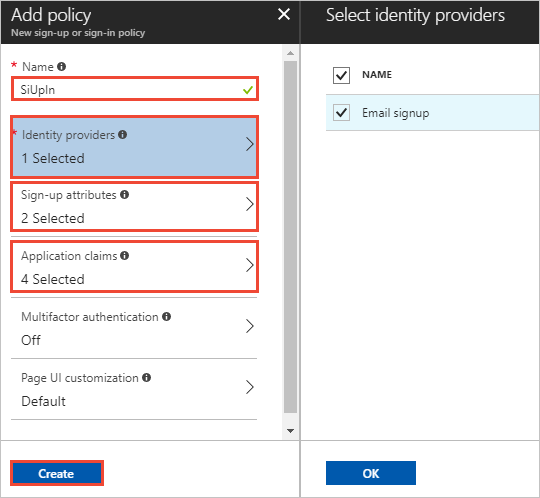 Add policy
New sign-up or sign-in policy
* Name
SiUpIn
* Identity providers
1 Selected
Sign-up attributes
2 Selected
Application claims
4 Selected
Multifactor authentication
Off
Page UI customization
Default
Create
Select identity providers
NAME
Email signup
OK